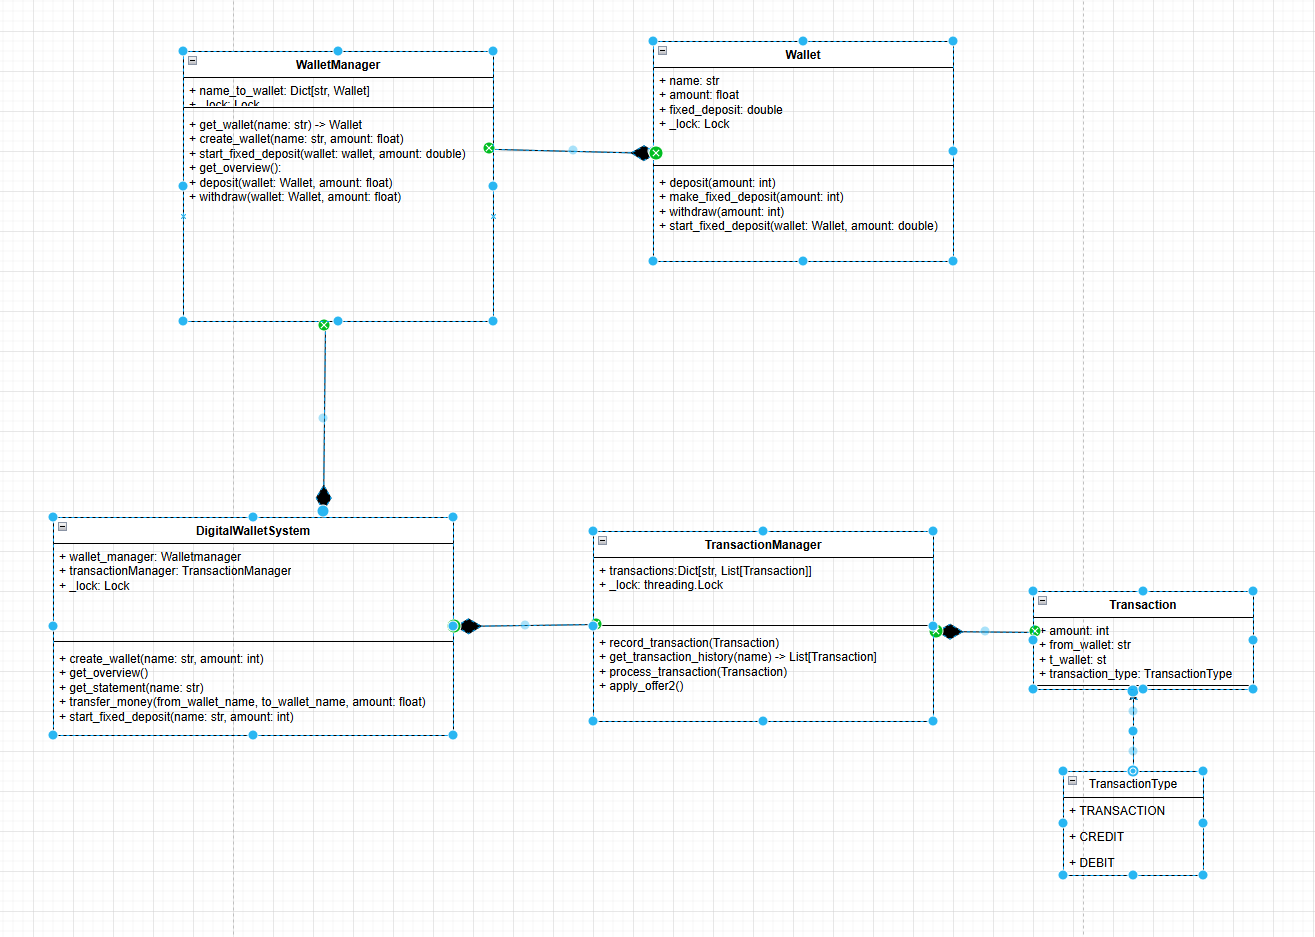 WalletManager
+ name_to_wallet: Dict[str, Wallet]
+ _lock: Lock
+ get_wallet(name: str) -> Wallet
+ create_wallet(name: str, amount: float)
+ start_fixed_deposit(wallet: wallet, amount: double)
+ get_overview():
+ deposit(wallet: Wallet, amount: float)
+ withdraw(wallet: Wallet, amount: float)
Wallet
+ name: str
+ amount: float
+ fixed_deposit: double
+ _lock: Lock
+ deposit(amount: int)
+ make_fixed_deposit(amount: int)
+ withdraw(amount: int)
+ start_fixed_deposit(wallet: Wallet, amount: double)
DigitalWalletSystem
+ wallet_manager: Walletmanager
+ transactionManager: TransactionManager
+ _lock: Lock
+ create_wallet(name: str, amount: int)
+ get_overview()
+ get_statement(name: str)
+ transfer_money(from_wallet_name, to_wallet_name, amount: float)
+ start_fixed_deposit(name: str, amount: int)
TransactionManager
+ transactions:Dict[str, List[Transaction]]
+ _lock: threading.Lock
+ record_transaction(Transaction)
+ get_transaction_history(name) -> List[Transaction]
+ process_transaction(Transaction)
+ apply_offer2()
Transaction
+ amount: int
+ from_wallet: str
+ t_wallet: st
+ transaction_type: TransactionType
TransactionType
+ TRANSACTION
+ CREDIT
+ DEBIT